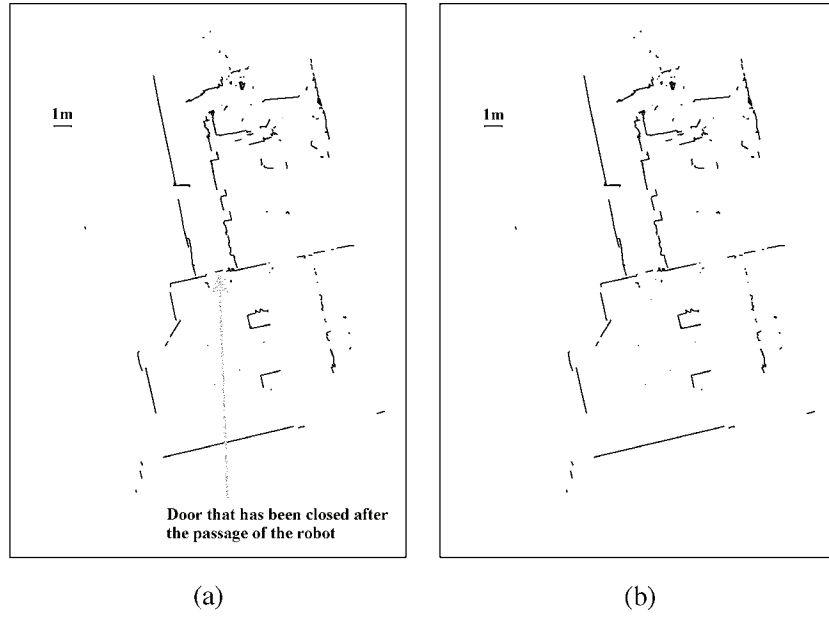 1m
Door that has been closed after
the passage of the robot
1m
(a)
(b)